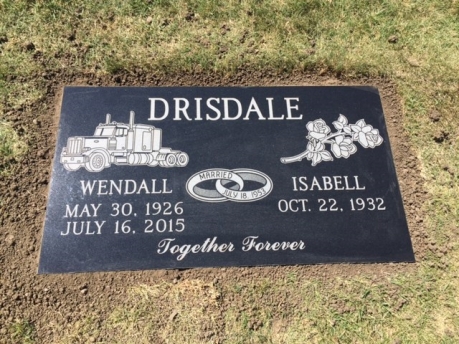 DRISDALE
WENDALL
MAY 30, 1926
JULY 16, 2015
MARRIED
JULY 18, 1953
ISABELL
OCT. 22, 1932
Together Forever